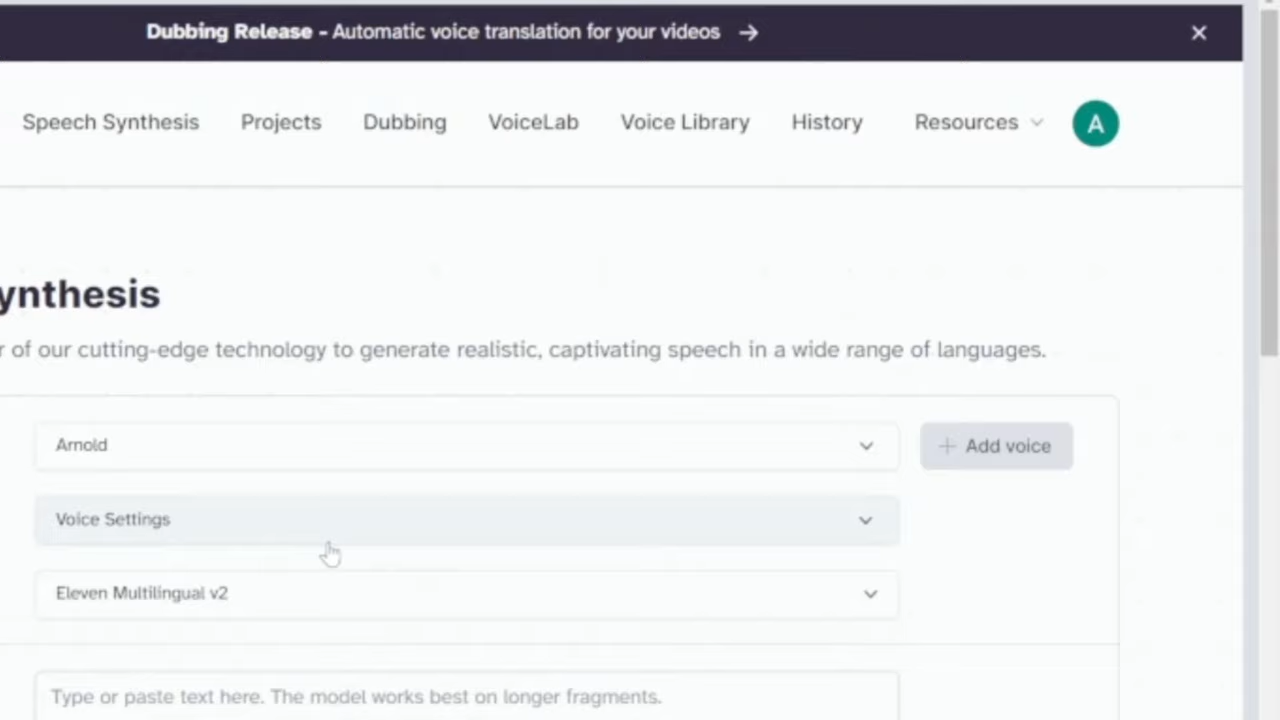 Dubbing Release - Automatic voice translation for your videos →
Speech Synthesis Projects Dubbing VoiceLab Voice Library History Resources A
ynthesis
r of our cutting-edge technology to generate realistic, captivating speech in a wide range of languages.
Arnold
+ Add voice
Voice Settings
Eleven Multilingual v2
Type or paste text here. The model works best on longer fragments.